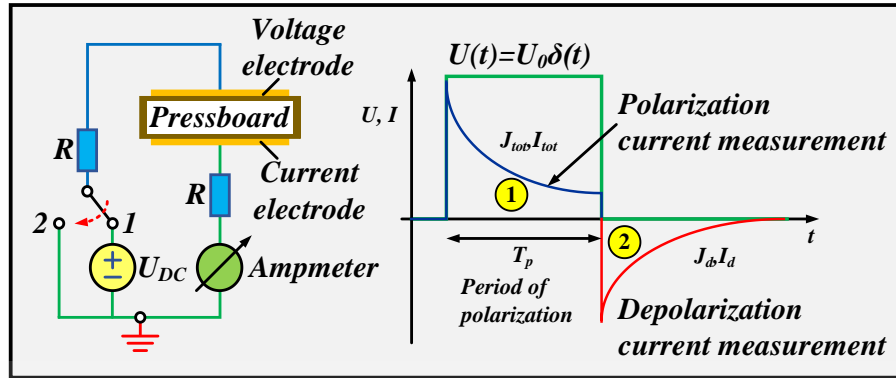 Voltage
electrode
Pressboard
R
R
Current
electrode
2
1
U_DC
Ampmeter
U(t)=U₀δ(t)
U, I
Polarization
current measurement
J_tot, I_tot
1
2
T_p
t
Period of
polarization
J_d, I_d
Depolarization
current measurement